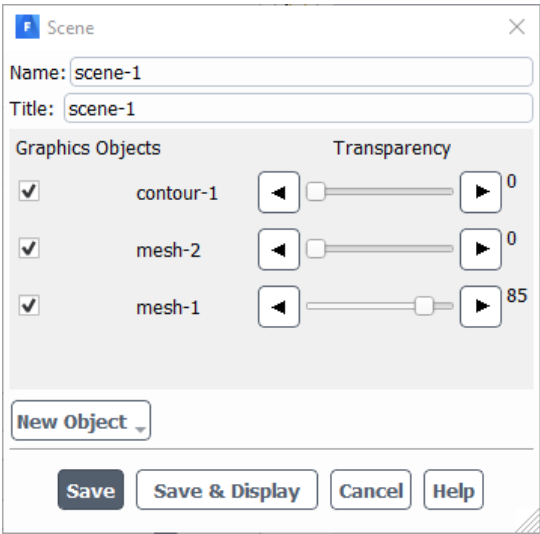 F Scene
Name: scene-1
Title: scene-1
Graphics Objects Transparency
contour-1 0
mesh-2 0
mesh-1 85
New Object
Save Save & Display Cancel Help